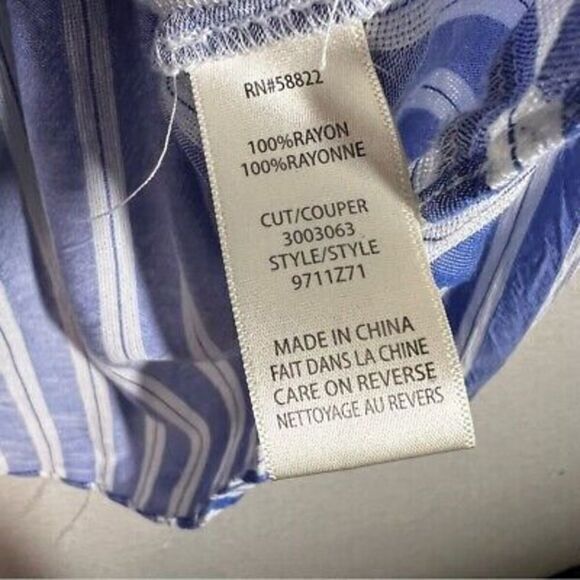 RN#58822
100%RAYON
100%RAYONNE
CUT/COUPER
3003063
STYLE/STYLE
9711Z71
MADE IN CHINA
FAIT DANS LA CHINE
CARE ON REVERSE
NETTOYAGE AU REVERS